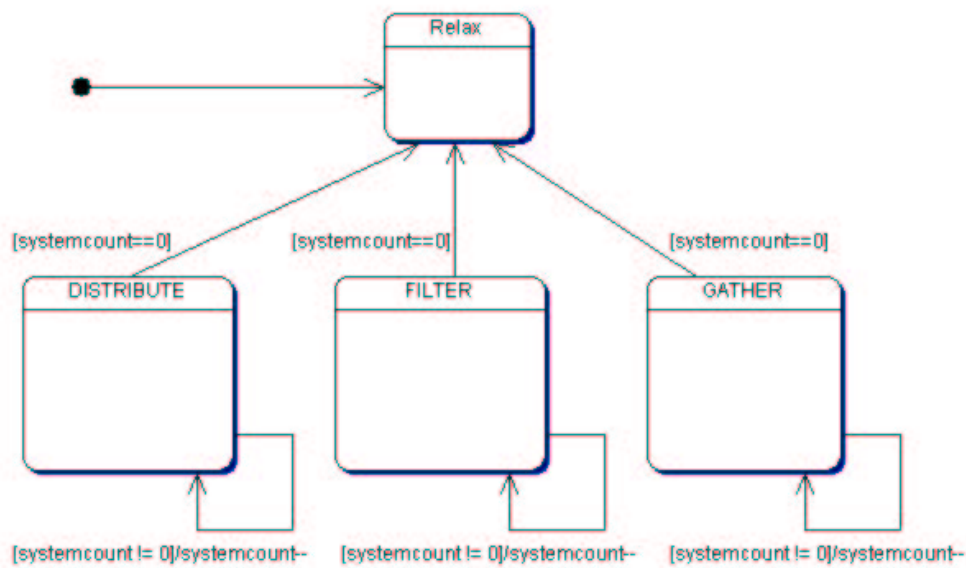 Relax
[systemcount==0] [systemcount==0] [systemcount==0]
DISTRIBUTE FILTER GATHER
[systemcount != 0]/systemcount-- [systemcount != 0]/systemcount-- [systemcount != 0]/systemcount--